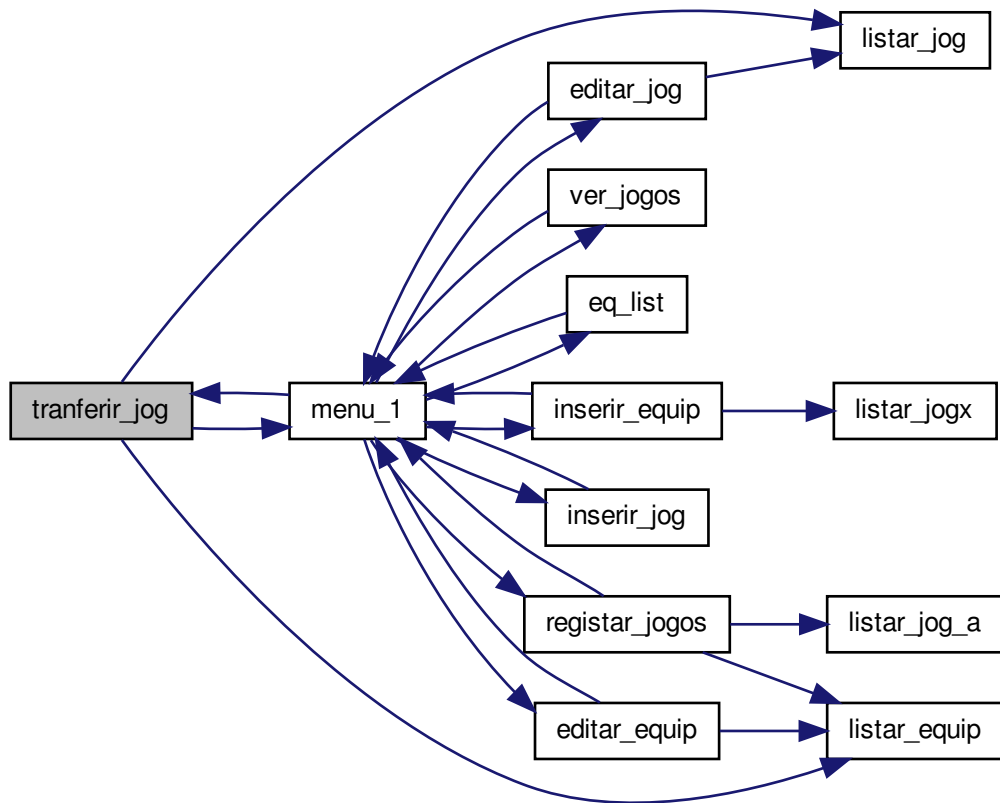 listar_jog
editar_jog
ver_jogos
eq_list
tranferir_jog
menu_1
inserir_equip
listar_jogx
inserir_jog
registar_jogos
listar_jog_a
editar_equip
listar_equip